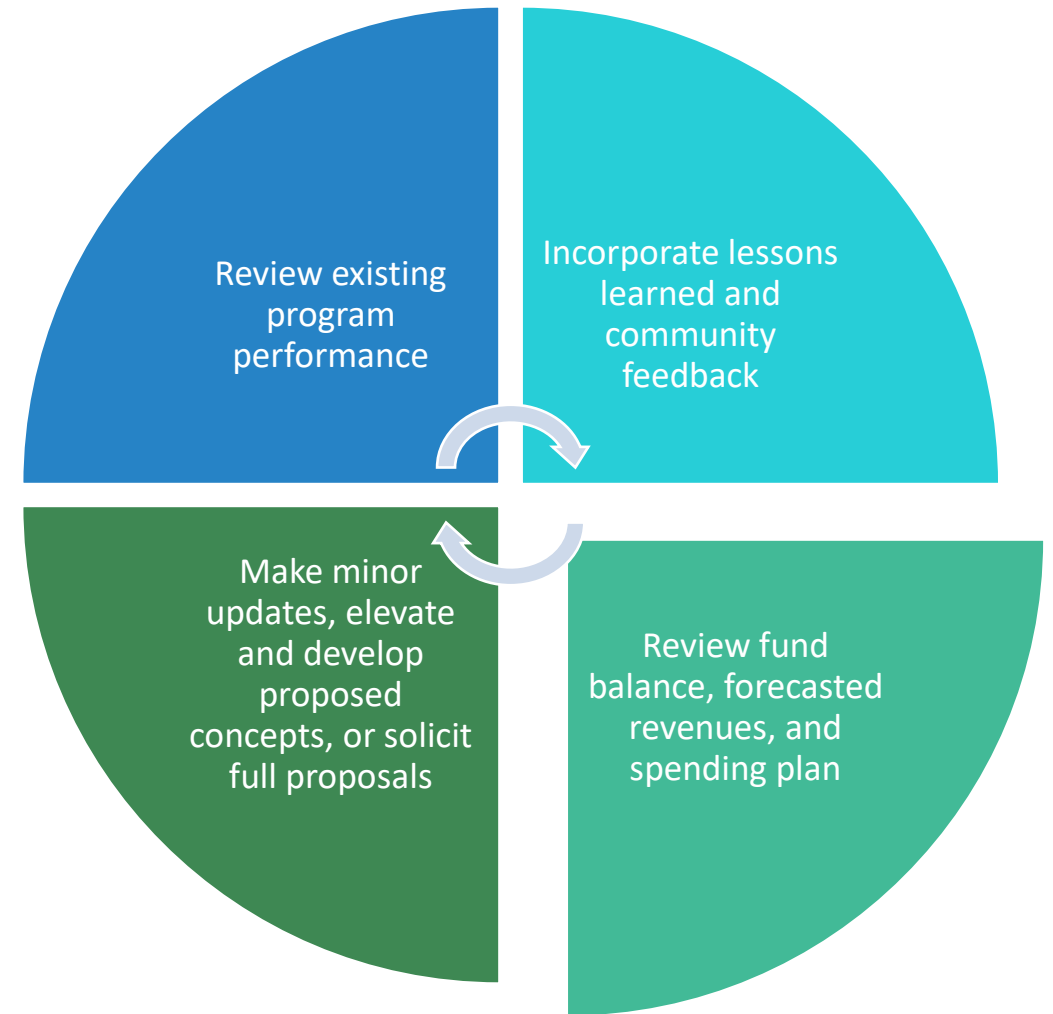 Review existing
program
performance
Incorporate lessons
learned and
community
feedback
Review fund
balance, forecasted
revenues, and
spending plan
Make minor
updates, elevate
and develop
proposed
concepts, or solicit
full proposals